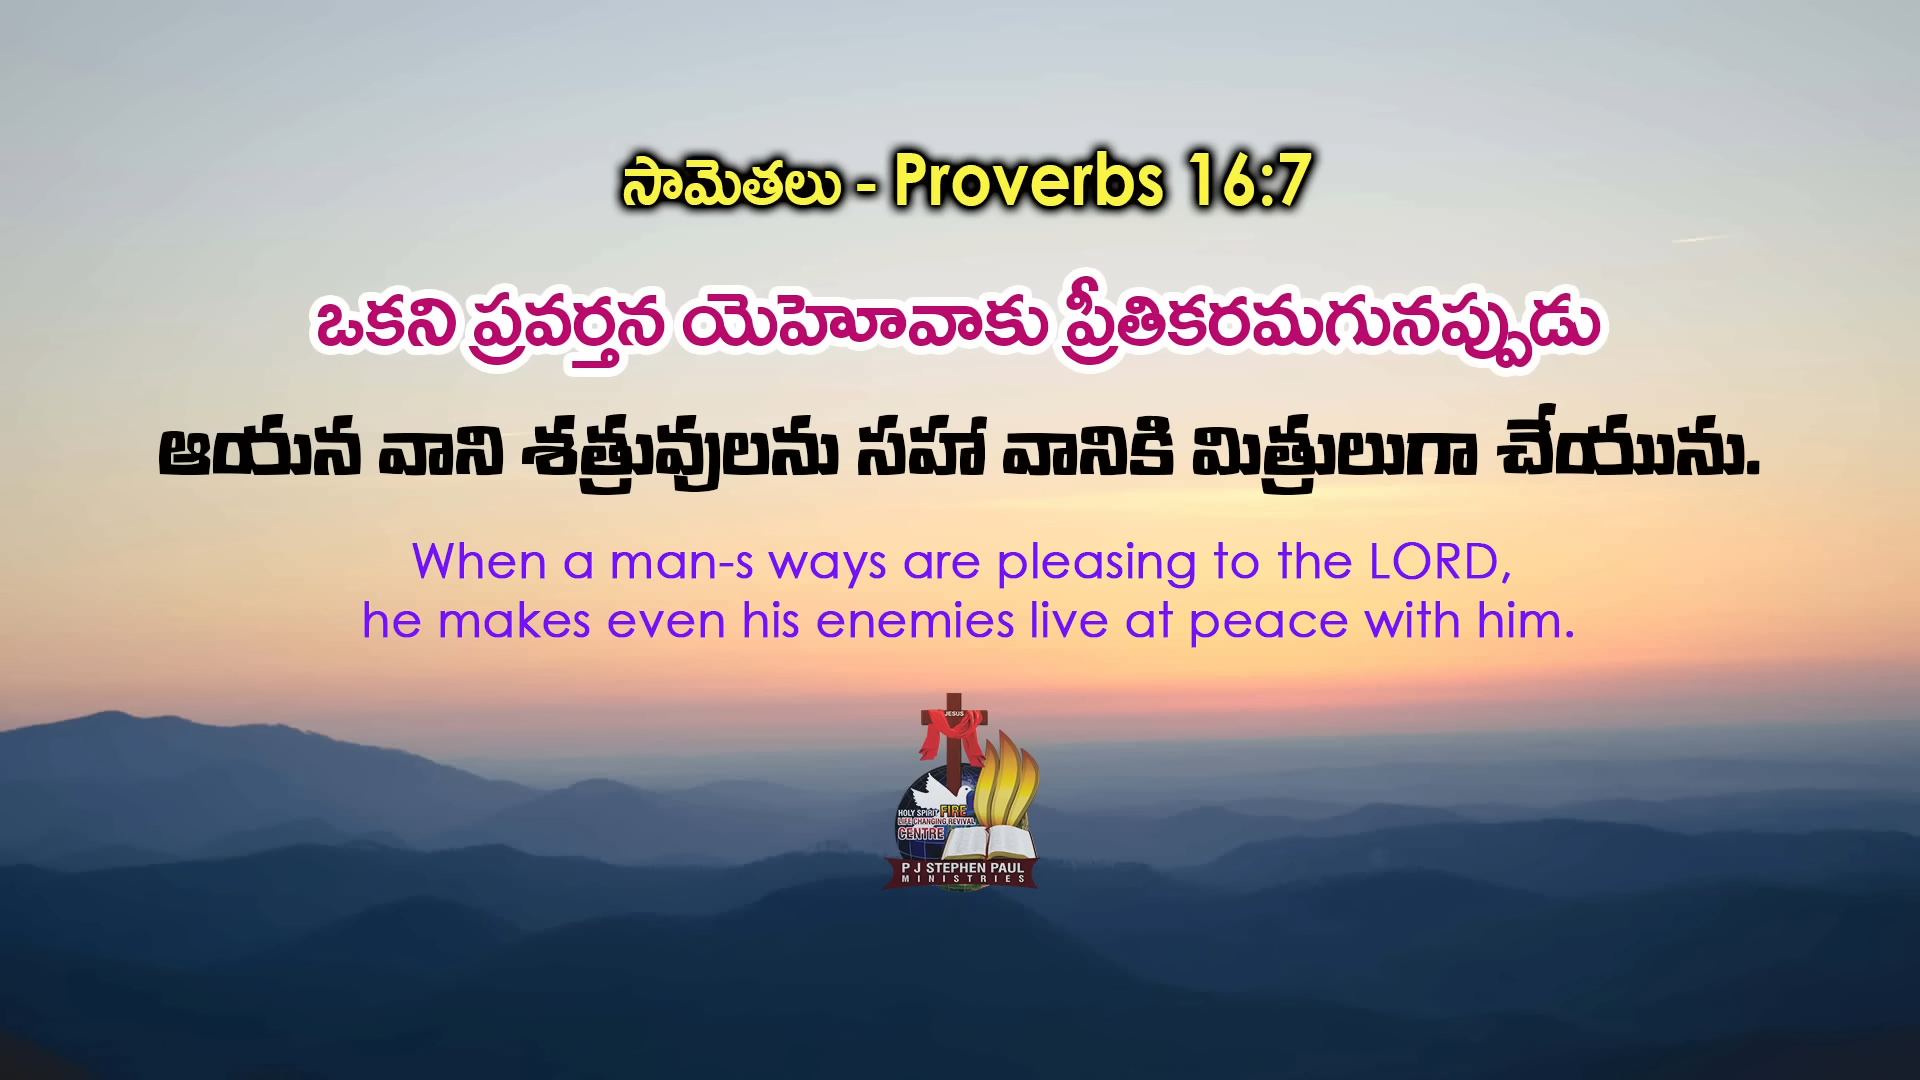 సామెతలు - Proverbs 16:7
ఒకని ప్రవర్తన యెహోవాకు ప్రీతికరమగునప్పుడు
ఆయన వాని శత్రువులను సహా వానికి మిత్రులుగా చేయును.
When a man-s ways are pleasing to the LORD,
he makes even his enemies live at peace with him.
JESUS
HOLY SPIRIT FIRE
LIFE CHANGING REVIVAL
CENTRE
P J STEPHEN PAUL
MINISTRIES